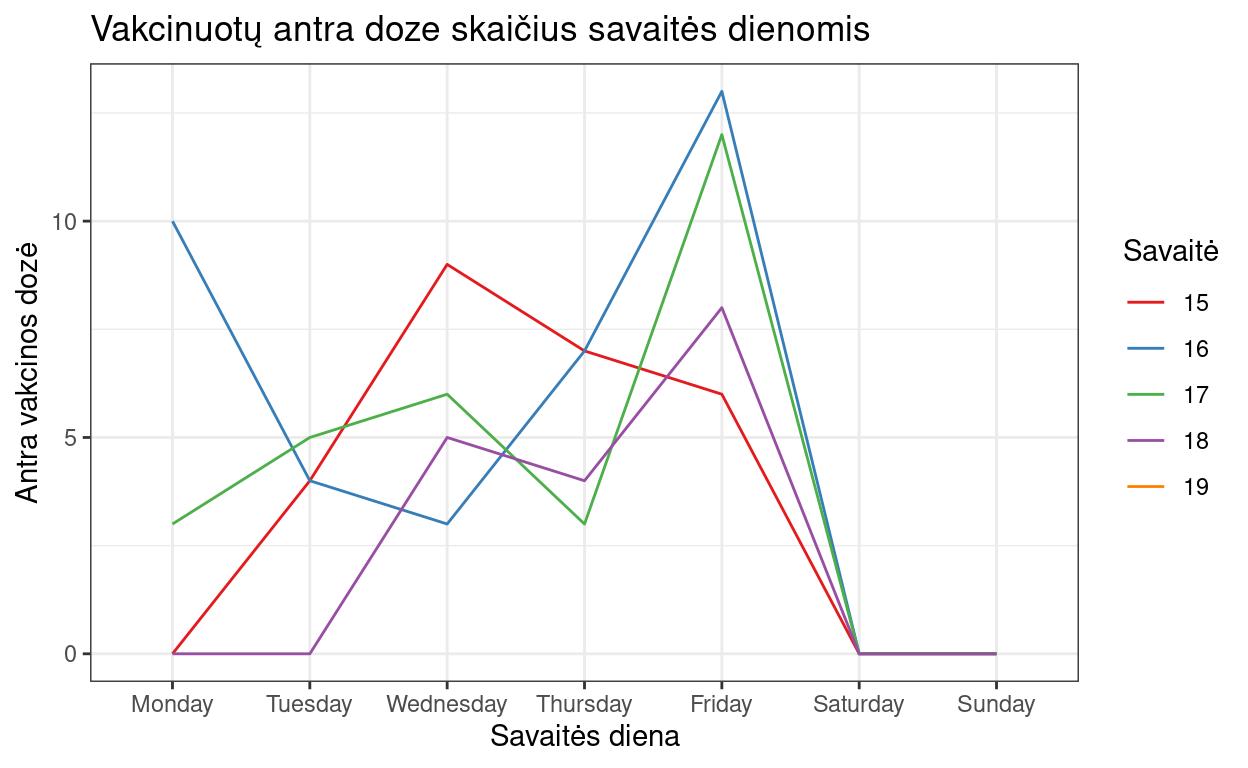 Vakcinuotų antra doze skaičius savaitės dienomis
Antra vakcinos dozė
10
5
0
Monday Tuesday Wednesday Thursday Friday Saturday Sunday
Savaitės diena
Savaitė
15
16
17
18
19